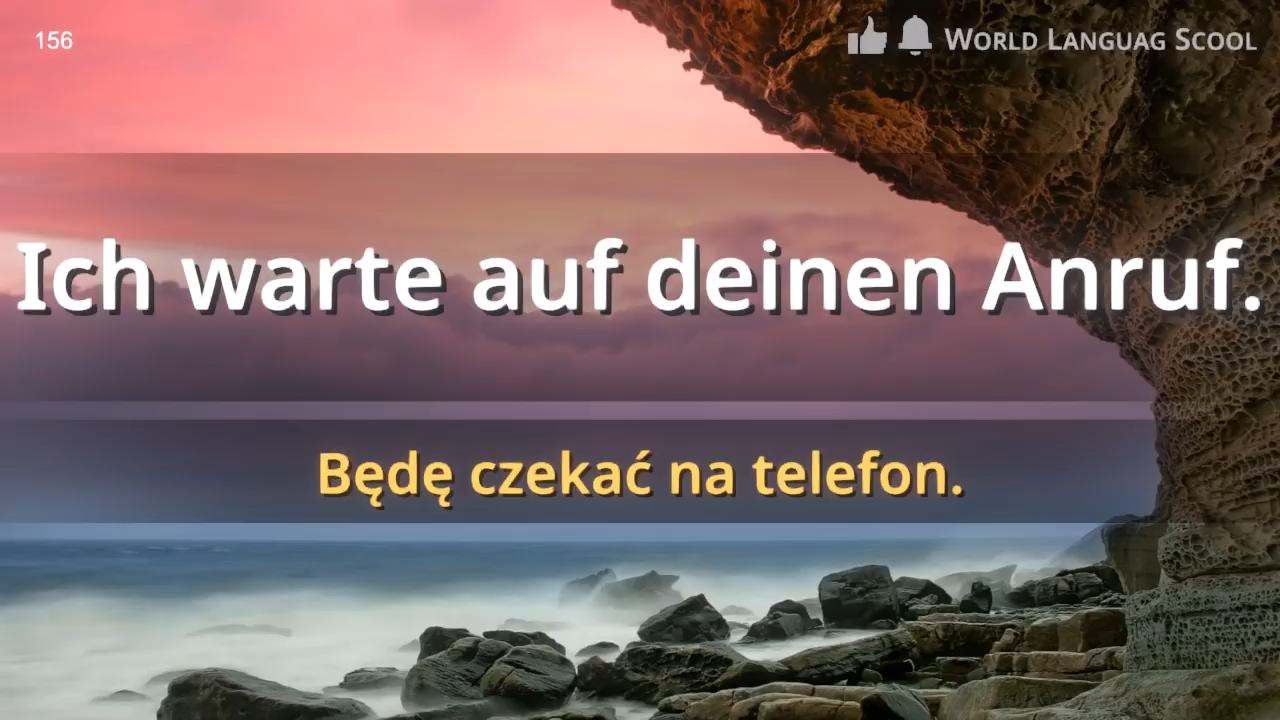 156
World Languag Scool
Ich warte auf deinen Anruf.
Będę czekać na telefon.